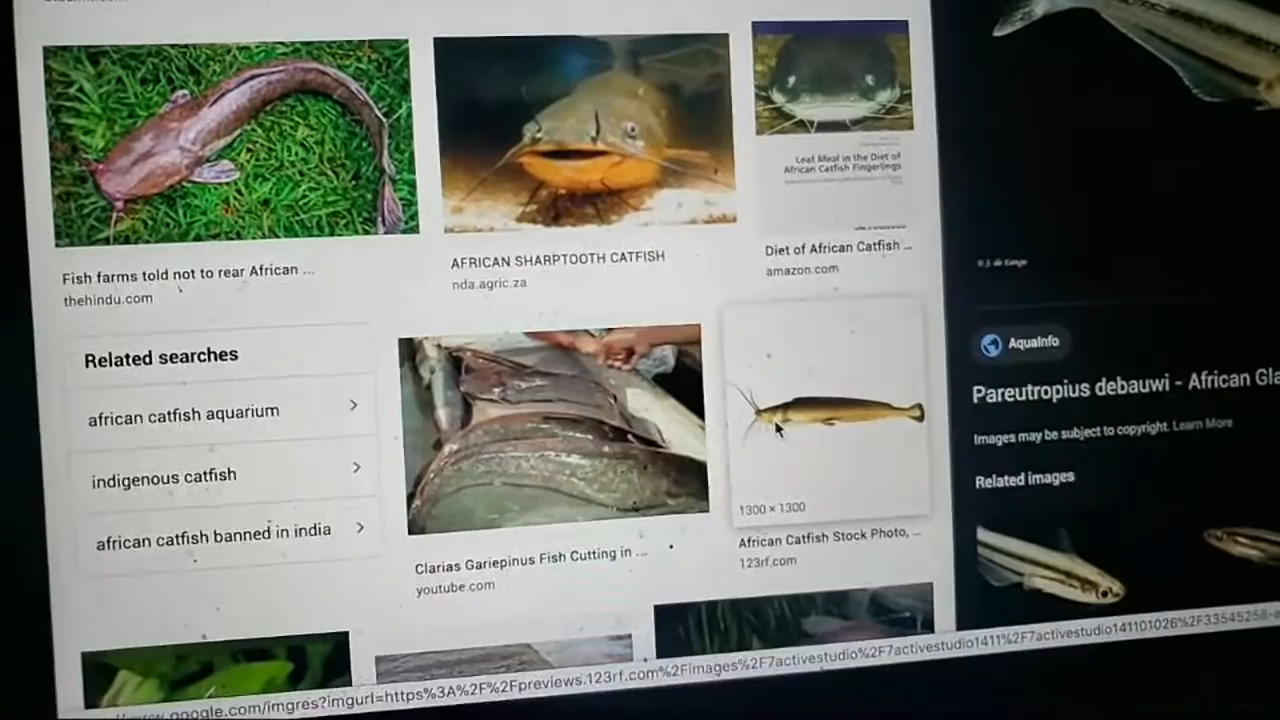 Fish farms told not to rear African ...
thehindu.com
AFRICAN SHARPTOOTH CATFISH
nda.agric.za
Leaf Meal in the Diet of
African Catfish Fingerlings
Diet of African Catfish ...
amazon.com
Related searches
african catfish aquarium
indigenous catfish
african catfish banned in india
Clarias Gariepinus Fish Cutting in ...
youtube.com
1300 × 1300
African Catfish Stock Photo, ...
123rf.com
AquaInfo
Pareutropius debauwi - African Gla
Images may be subject to copyright. Learn More
Related images
google.com/imgres?imgurl=https%3A%2F%2Fpreviews.123rf.com%2Fimages%2F7activestudio%2F7activestudio1411%2F7activestudio141101026%2F33545258-a